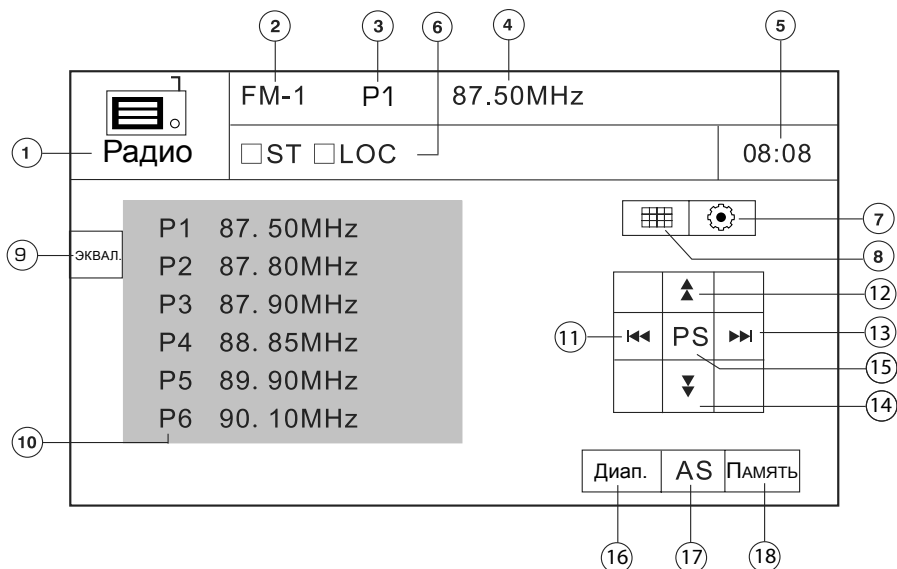 2 3 6 4 5
FM-1 P1 87.50MHz
1 Радио ST LOC 08:08
7
8
9 ЭКВАЛ.
P1 87. 50MHz
P2 87. 80MHz
P3 87. 90MHz
P4 88. 85MHz
P5 89. 90MHz
P6 90. 10MHz
10
12
11 PS 13
15
14
Диап. AS Память
16 17 18